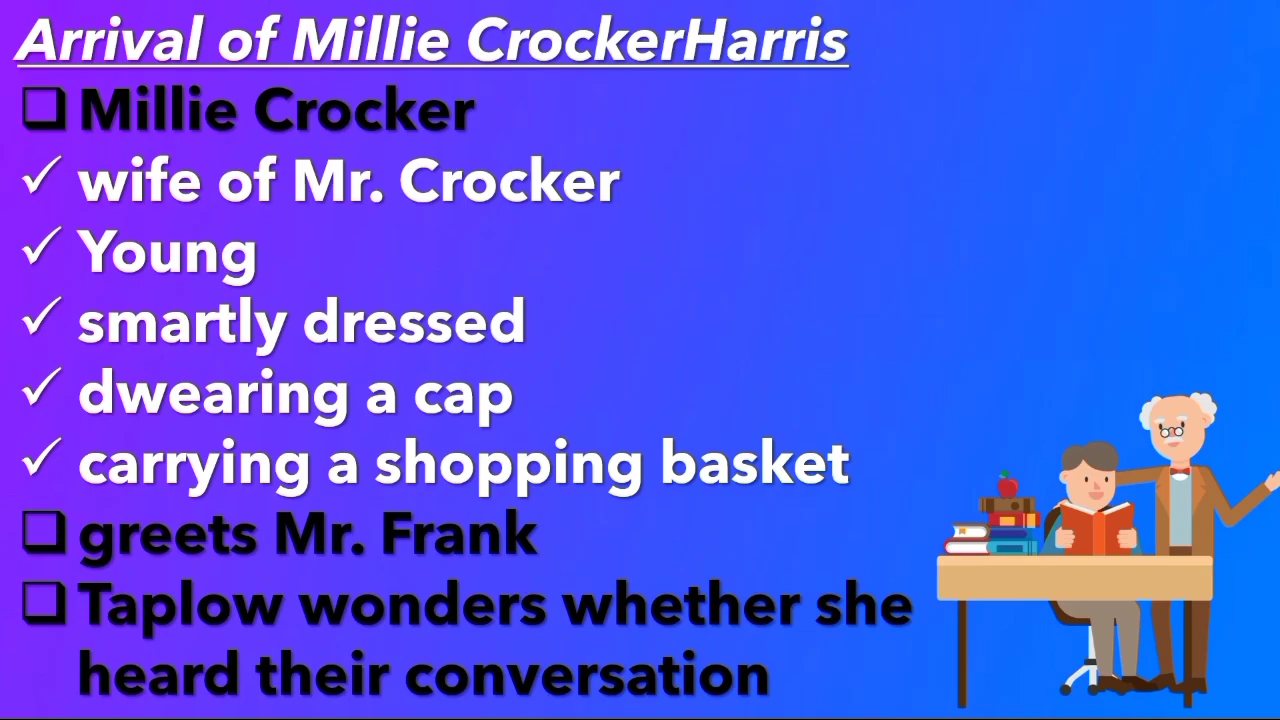 Arrival of Millie CrockerHarris
❑ Millie Crocker
✓ wife of Mr. Crocker
✓ Young
✓ smartly dressed
✓ dwearing a cap
✓ carrying a shopping basket
❑ greets Mr. Frank
❑ Taplow wonders whether she
heard their conversation